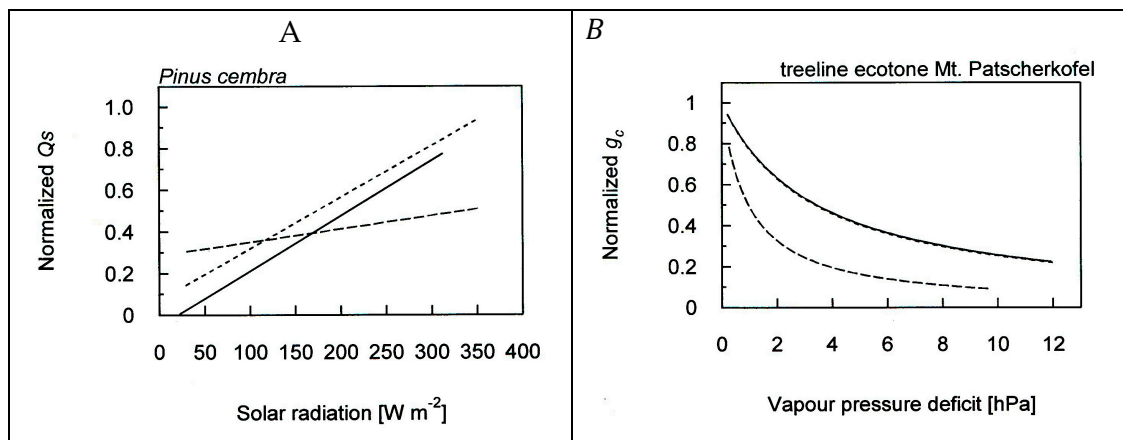 A
Pinus cembra
Normalized Qs
1.0
0.8
0.6
0.4
0.2
0
0 50 100 150 200 250 300 350 400
Solar radiation [W m⁻²]
B
treeline ecotone Mt. Patscherkofel
Normalized gc
1
0.8
0.6
0.4
0.2
0
0 2 4 6 8 10 12
Vapour pressure deficit [hPa]